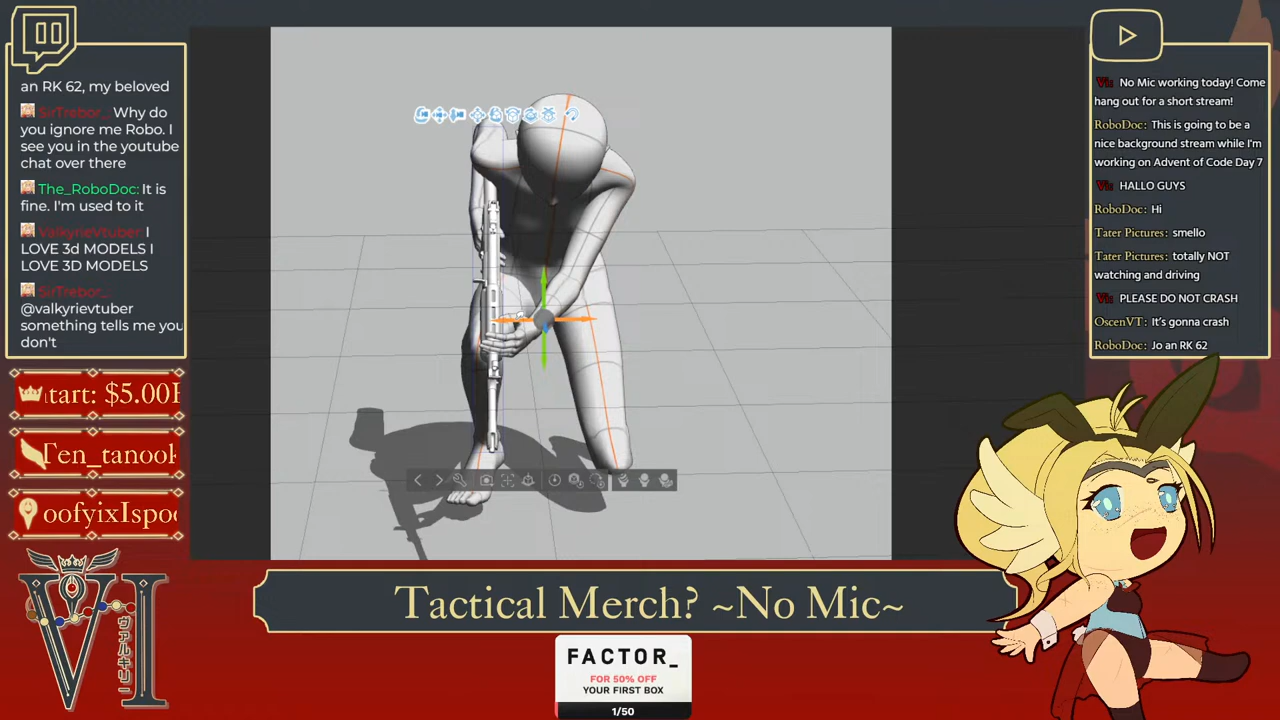 an RK 62, my beloved
SirTrebor_: Why do
you ignore me Robo. I
see you in the youtube
chat over there
The_RoboDoc: It is
fine. I'm used to it
ValkyrieVtuber: I
LOVE 3d MODELS I
LOVE 3D MODELS
SirTrebor_:
@valkyrievtuber
something tells me you
don't
tart: $5.00
Ten_tanook
oofyixIspo
VI
ヴァルキリー
Vi: No Mic working today! Come
hang out for a short stream!
RoboDoc: This is going to be a
nice background stream while I'm
working on Advent of Code Day 7
Vi: HALLO GUYS
RoboDoc: Hi
Tater Pictures: smello
Tater Pictures: totally NOT
watching and driving
Vi: PLEASE DO NOT CRASH
OscenVT: It's gonna crash
RoboDoc: Jo an RK 62
Tactical Merch? ~No Mic~
FACTOR_
FOR 50% OFF
YOUR FIRST BOX
1/50